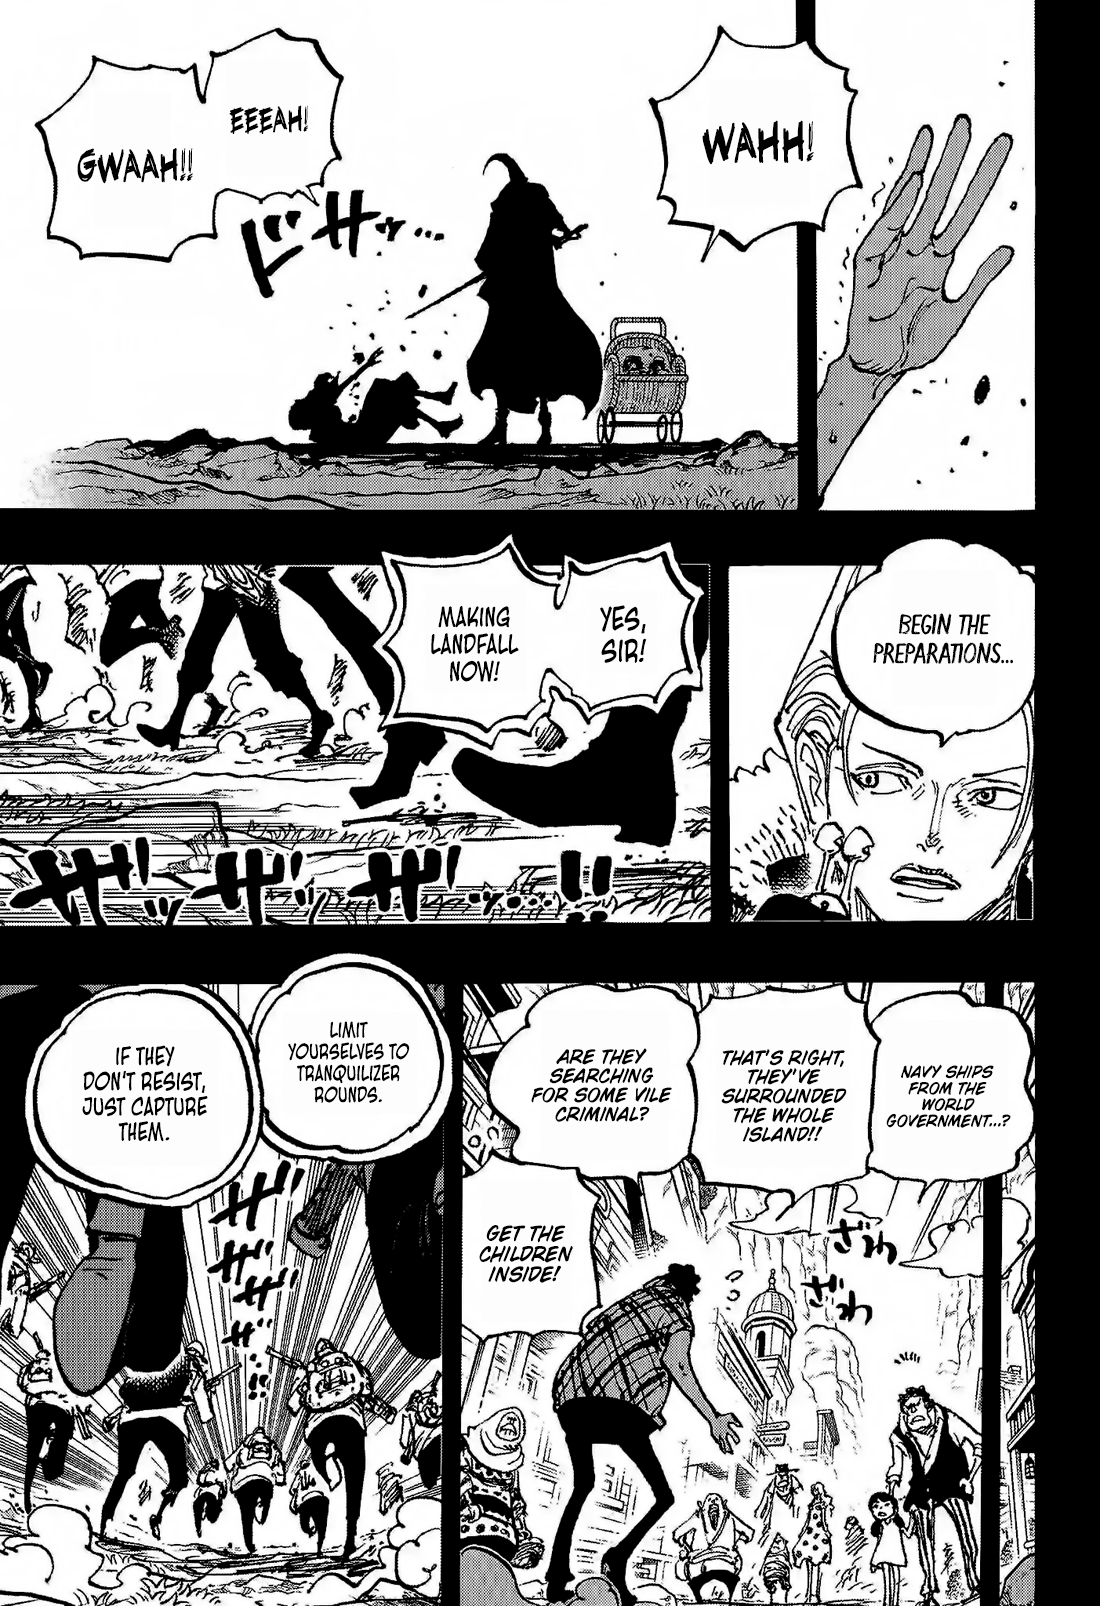 WAHH!
EEEAH!
GWAAH!!
ドサッ…
BEGIN THE
PREPARATIONS...
YES,
SIR!
MAKING
LANDFALL
NOW!
ザッザッザッ…!!
NAVY SHIPS
FROM THE
WORLD
GOVERNMENT...?
THAT'S RIGHT,
THEY'VE
SURROUNDED
THE WHOLE
ISLAND!!
ARE THEY
SEARCHING
FOR SOME VILE
CRIMINAL?
GET THE
CHILDREN
INSIDE!
ざわ
ざわ
LIMIT
YOURSELVES TO
TRANQUILIZER
ROUNDS.
IF THEY
DON'T RESIST,
JUST CAPTURE
THEM.
ザザザザ…!!